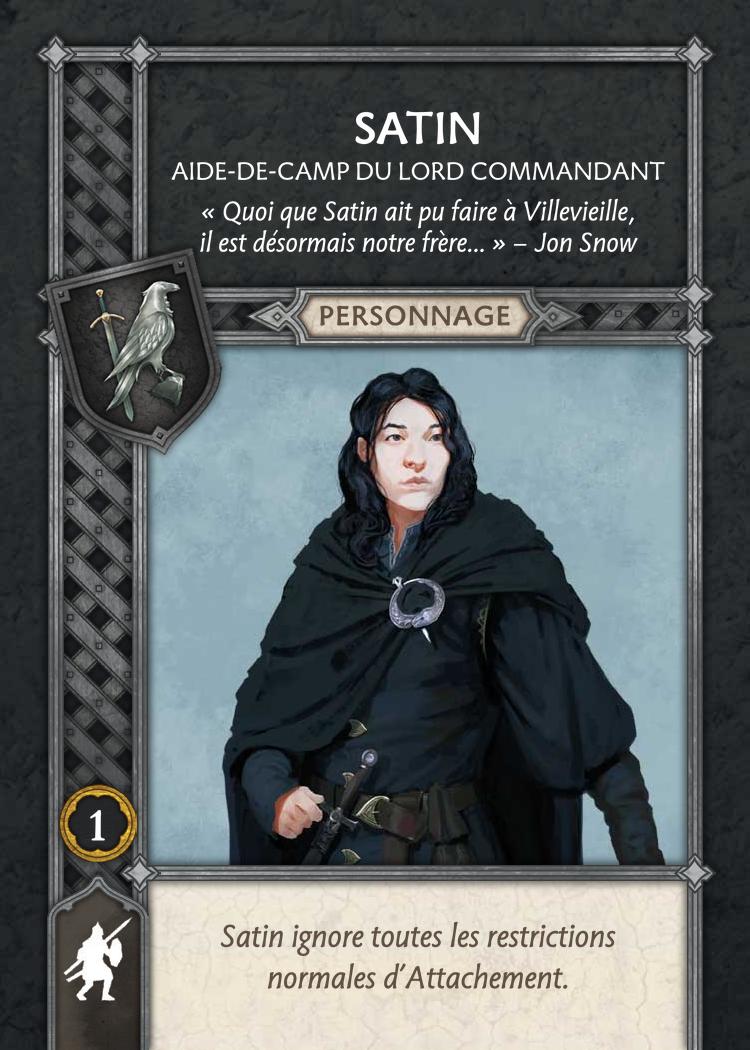 SATIN
AIDE-DE-CAMP DU LORD COMMANDANT
« Quoi que Satin ait pu faire à Villevieille,
il est désormais notre frère... » – Jon Snow
PERSONNAGE
1
Satin ignore toutes les restrictions
normales d’Attachement.